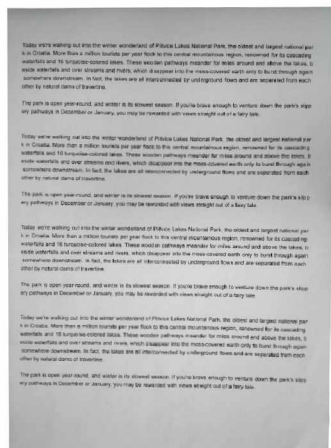 Today we're walking out into the winter wonderland of Plitvice Lakes National Park, the oldest and largest national par
k in Croatia. More than a million tourists per year flock to this central mountainous region, renowned for its cascading
waterfalls and 16 turquoise-colored lakes. These wooden pathways meander for miles around and above the lakes, b
eside waterfalls and over streams and rivers, which disappear into the moss-covered earth only to burst through again
somewhere downstream. In fact, the lakes are all interconnected by underground flows and are separated from each
other by natural dams of travertine.
The park is open year-round, and winter is its slowest season. If you're brave enough to venture down the park's slipp
ery pathways in December or January, you may be rewarded with views straight out of a fairy tale.
Today we're walking out into the winter wonderland of Plitvice Lakes National Park, the oldest and largest national par
k in Croatia. More than a million tourists per year flock to this central mountainous region, renowned for its cascading
waterfalls and 16 turquoise-colored lakes. These wooden pathways meander for miles around and above the lakes, b
eside waterfalls and over streams and rivers, which disappear into the moss-covered earth only to burst through again
somewhere downstream. In fact, the lakes are all interconnected by underground flows and are separated from each
other by natural dams of travertine.
The park is open year-round, and winter is its slowest season. If you're brave enough to venture down the park's slipp
ery pathways in December or January, you may be rewarded with views straight out of a fairy tale.
Today we're walking out into the winter wonderland of Plitvice Lakes National Park, the oldest and largest national par
k in Croatia. More than a million tourists per year flock to this central mountainous region, renowned for its cascading
waterfalls and 16 turquoise-colored lakes. These wooden pathways meander for miles around and above the lakes, b
eside waterfalls and over streams and rivers, which disappear into the moss-covered earth only to burst through again
somewhere downstream. In fact, the lakes are all interconnected by underground flows and are separated from each
other by natural dams of travertine.
The park is open year-round, and winter is its slowest season. If you're brave enough to venture down the park's slipp
ery pathways in December or January, you may be rewarded with views straight out of a fairy tale.
Today we're walking out into the winter wonderland of Plitvice Lakes National Park, the oldest and largest national par
k in Croatia. More than a million tourists per year flock to this central mountainous region, renowned for its cascading
waterfalls and 16 turquoise-colored lakes. These wooden pathways meander for miles around and above the lakes, b
eside waterfalls and over streams and rivers, which disappear into the moss-covered earth only to burst through again
somewhere downstream. In fact, the lakes are all interconnected by underground flows and are separated from each
other by natural dams of travertine.
The park is open year-round, and winter is its slowest season. If you're brave enough to venture down the park's slipp
ery pathways in December or January, you may be rewarded with views straight out of a fairy tale.